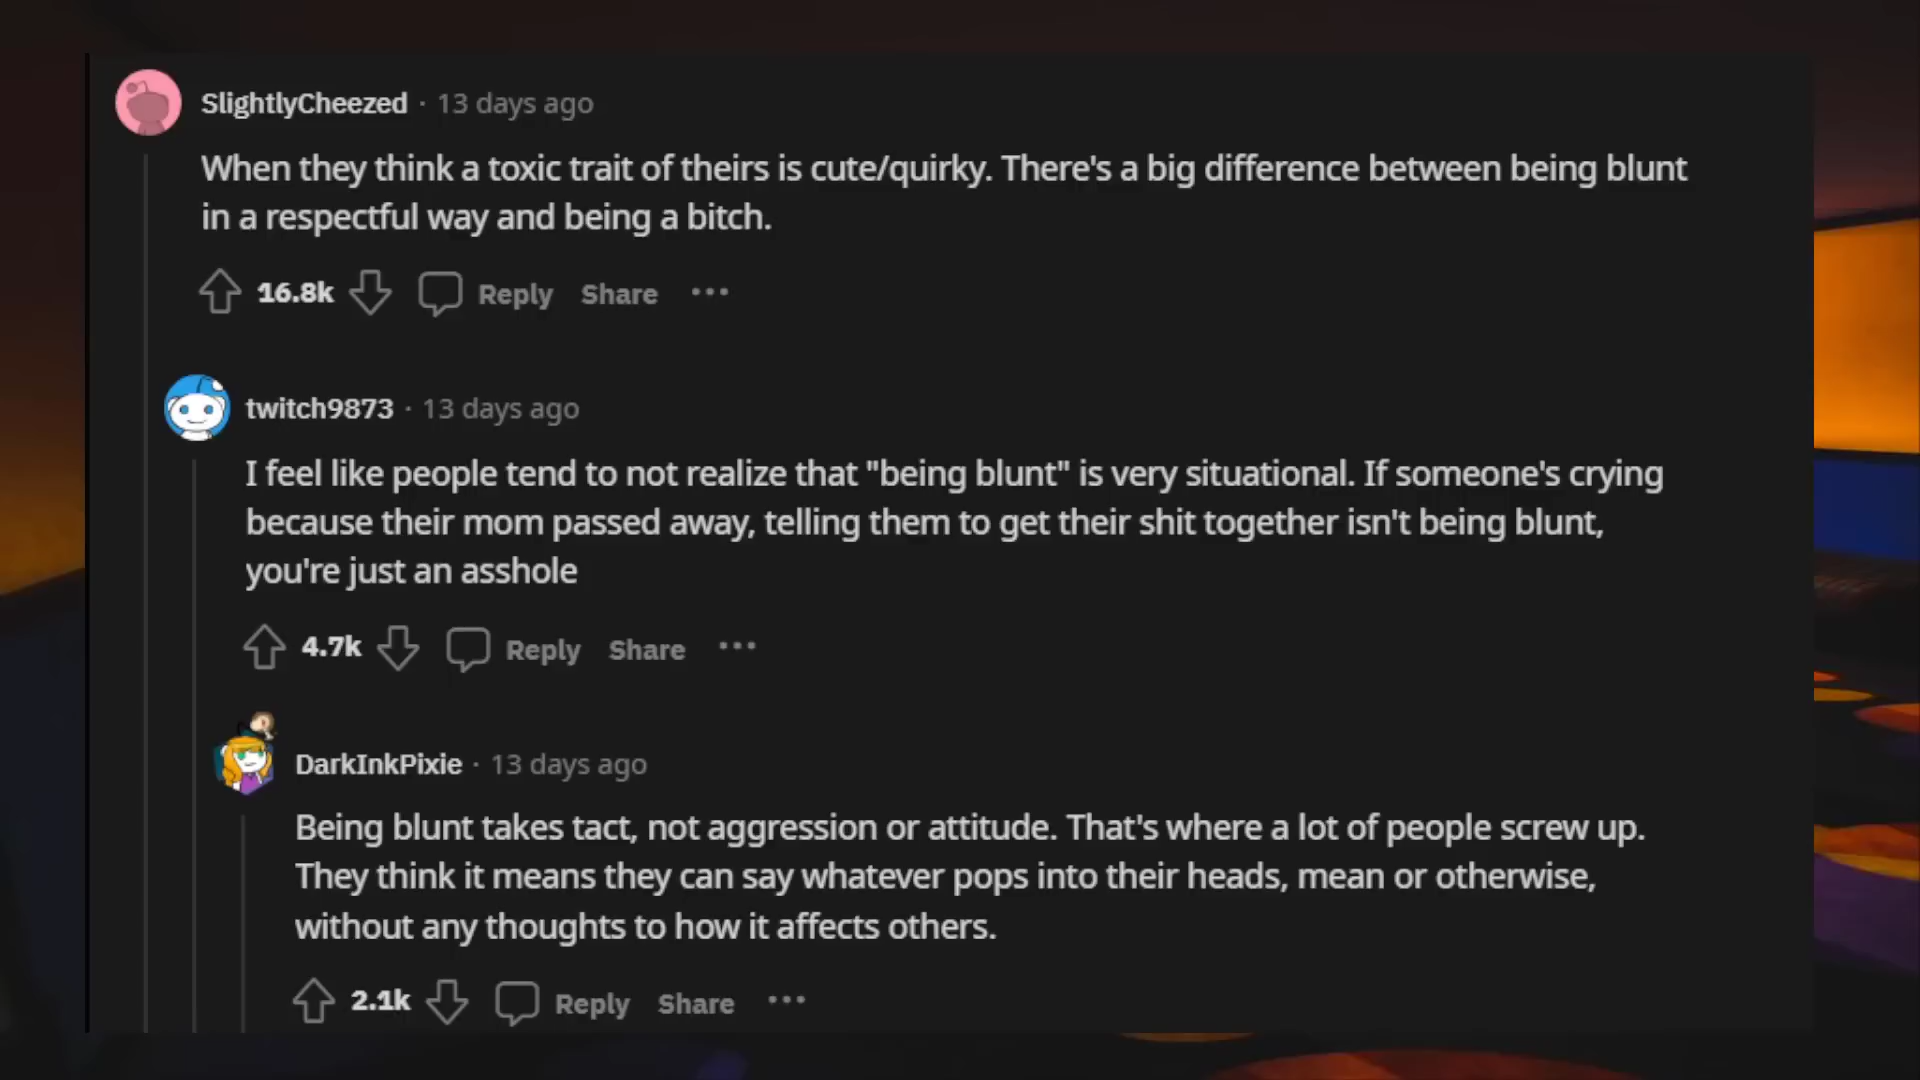 SlightlyCheezed · 13 days ago
When they think a toxic trait of theirs is cute/quirky. There's a big difference between being blunt
in a respectful way and being a bitch.
16.8k Reply Share ···
twitch9873 · 13 days ago
I feel like people tend to not realize that "being blunt" is very situational. If someone's crying
because their mom passed away, telling them to get their shit together isn't being blunt,
you're just an asshole
4.7k Reply Share ···
DarkInkPixie · 13 days ago
Being blunt takes tact, not aggression or attitude. That's where a lot of people screw up.
They think it means they can say whatever pops into their heads, mean or otherwise,
without any thoughts to how it affects others.
2.1k Reply Share ···